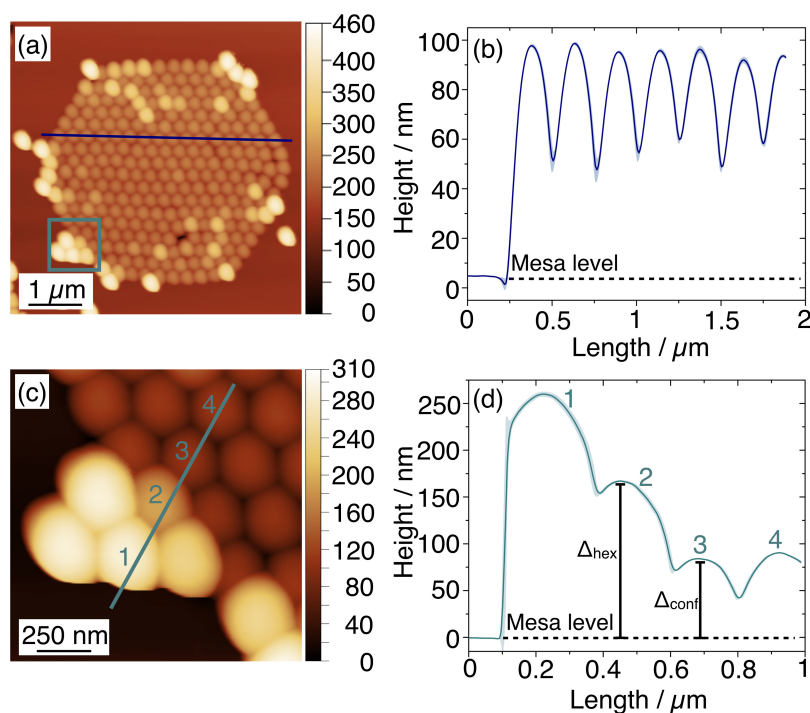 (a)
1 µm
460
400
350
300
250
200
150
100
50
0
(b)
Height / nm
100
80
60
40
20
0
Mesa level
0 0.5 1 1.5 2
Length / µm
(c)
1
2
3
4
250 nm
310
280
240
200
160
120
80
40
0
(d)
Height / nm
250
200
150
100
50
0
1
2
3
4
Δhex
Δconf
Mesa level
0 0.2 0.4 0.6 0.8 1
Length / µm